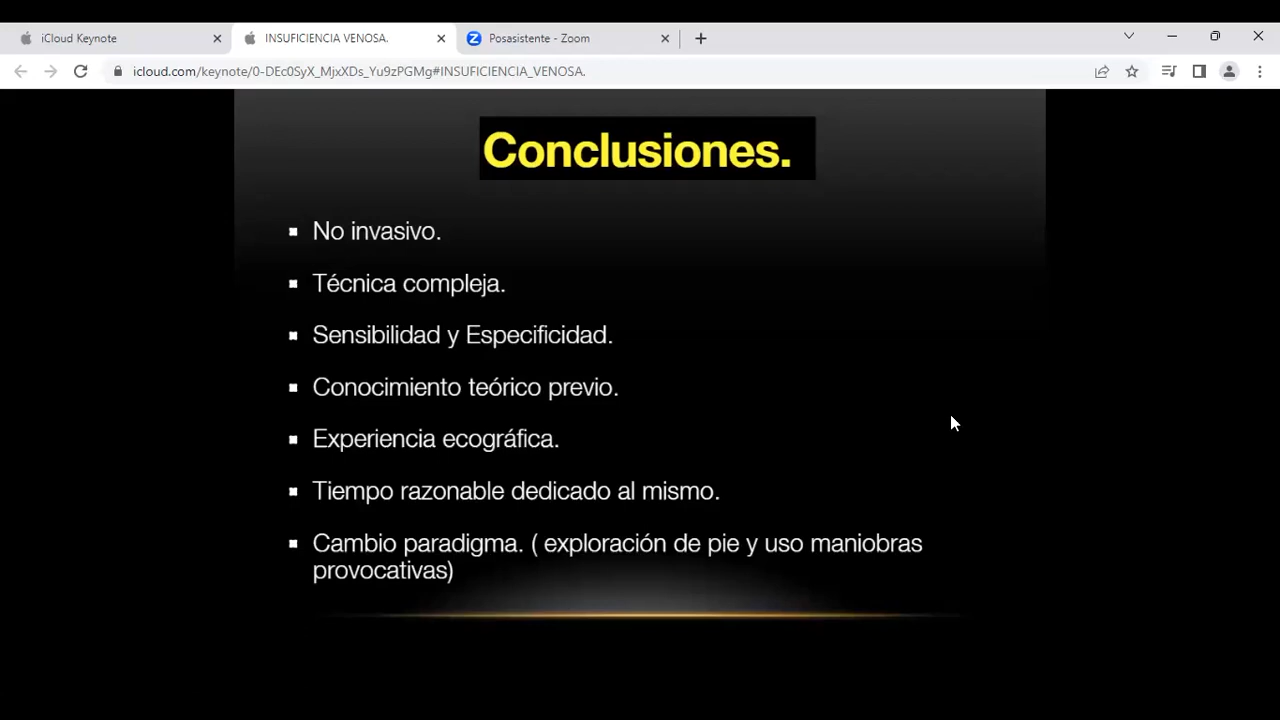 iCloud Keynote
INSUFICIENCIA VENOSA.
Posasistente - Zoom
icloud.com/keynote/0-DEc0SyX_MjxXDs_Yu9zPGMg#INSUFICIENCIA_VENOSA.
Conclusiones.
No invasivo.
Técnica compleja.
Sensibilidad y Especificidad.
Conocimiento teórico previo.
Experiencia ecográfica.
Tiempo razonable dedicado al mismo.
Cambio paradigma. ( exploración de pie y uso maniobras
provocativas)